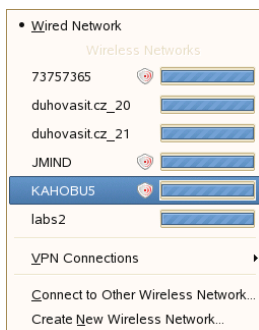 Wired Network
Wireless Networks
73757365
duhovasit.cz_20
duhovasit.cz_21
JMIND
KAHOBU5
labs2
VPN Connections
Connect to Other Wireless Network...
Create New Wireless Network...